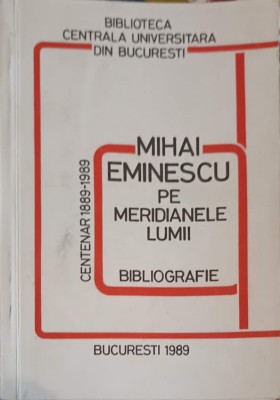 BIBLIOTECA
CENTRALA UNIVERSITARA
DIN BUCURESTI
CENTENAR 1889-1989
MIHAI
EMINESCU
PE
MERIDIANELE
LUMII
BIBLIOGRAFIE
BUCURESTI 1989